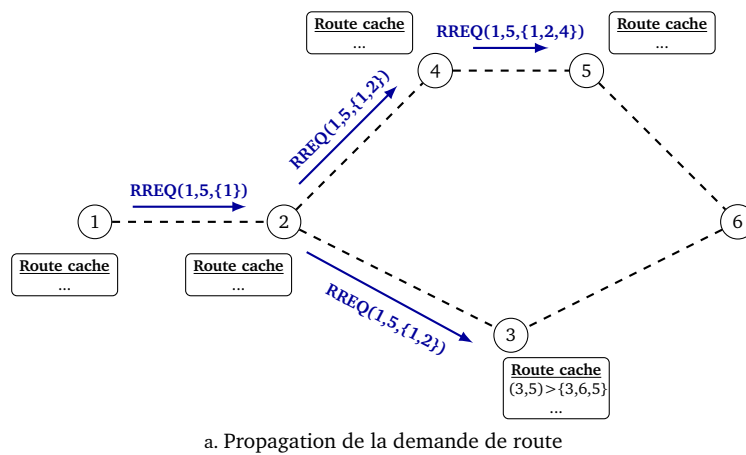 Route cache
...
RREQ(1,5,{1,2,4})
Route cache
...
4
5
RREQ(1,5,{1,2})
RREQ(1,5,{1})
1
2
6
Route cache
...
Route cache
...
RREQ(1,5,{1,2})
3
Route cache
(3,5)>{3,6,5}
...
a. Propagation de la demande de route